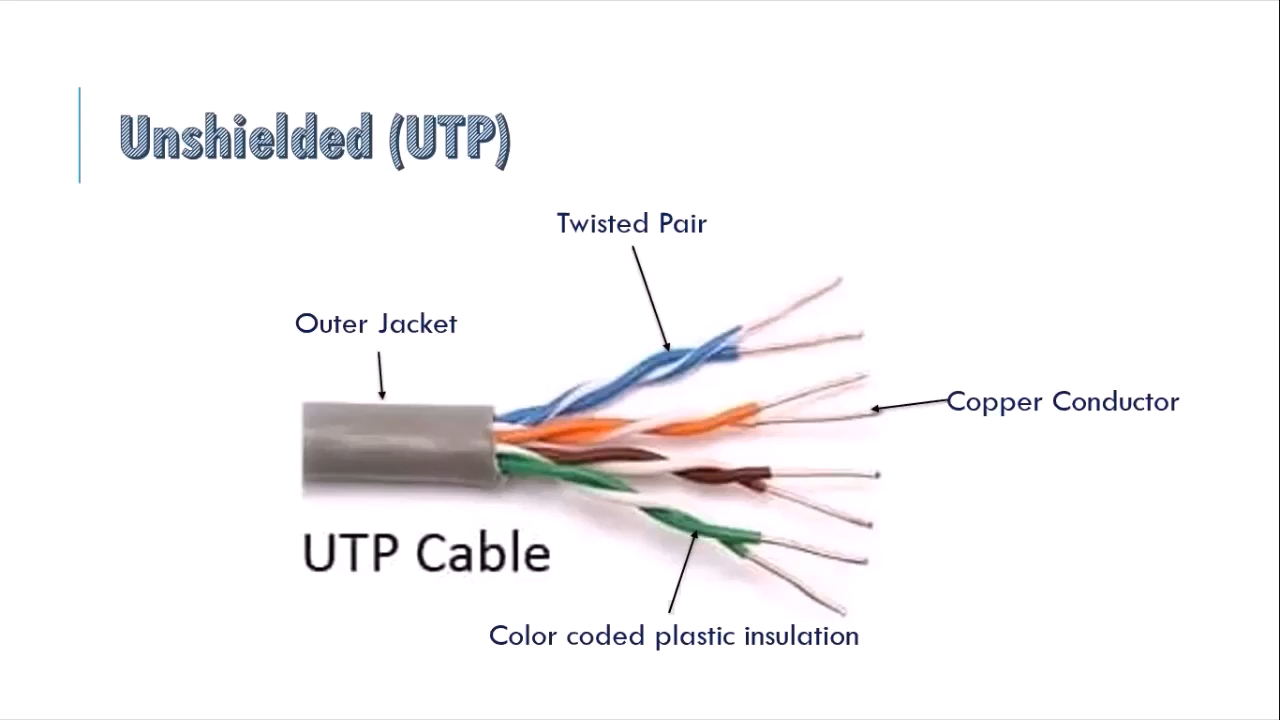 Unshielded (UTP)
Twisted Pair
Outer Jacket
Copper Conductor
UTP Cable
Color coded plastic insulation